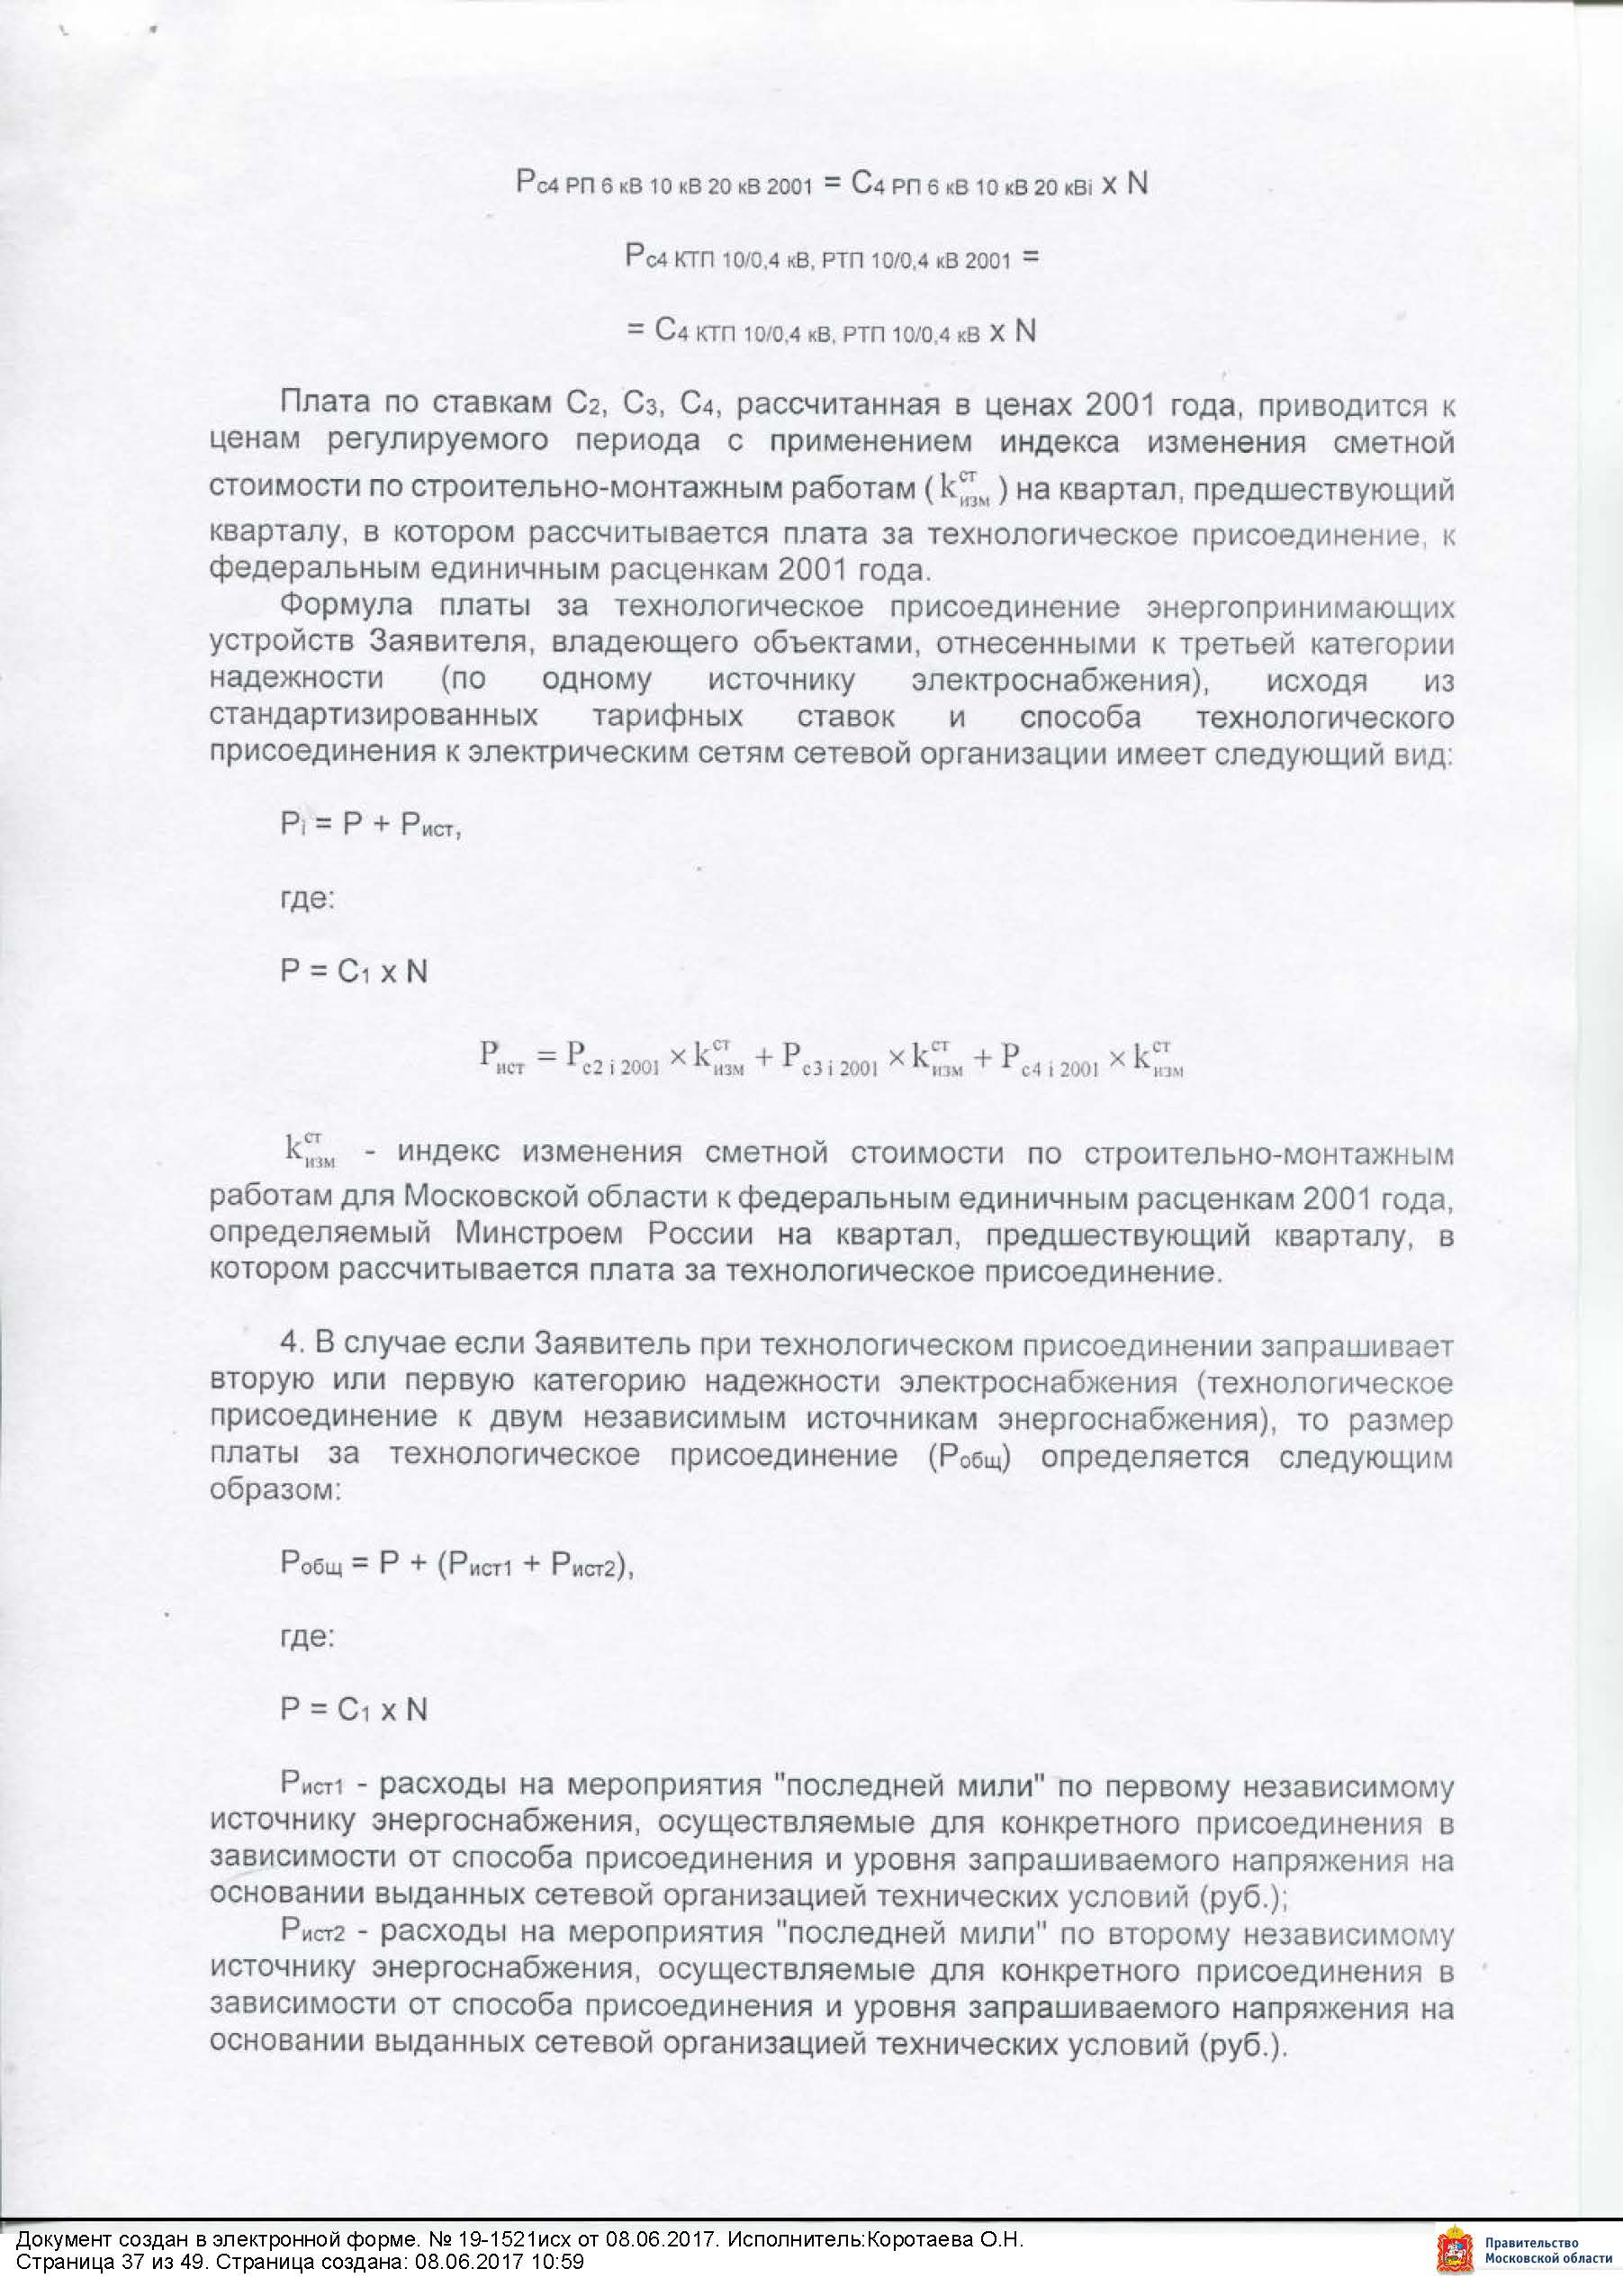 Рс4 РП 6 кВ 10 кВ 20 кВ 2001 = С4 РП 6 кВ 10 кВ 20 кВi х N
Рс4 КТП 10/0,4 кВ, РТП 10/0,4 кВ 2001 =
= С4 КТП 10/0,4 кВ, РТП 10/0,4 кВ х N
Плата по ставкам С2, С3, С4, рассчитанная в ценах 2001 года, приводится к
ценам регулируемого периода с применением индекса изменения сметной
стоимости по строительно-монтажным работам ( k ст изм ) на квартал, предшествующий
кварталу, в котором рассчитывается плата за технологическое присоединение, к
федеральным единичным расценкам 2001 года.
Формула платы за технологическое присоединение энергопринимающих
устройств Заявителя, владеющего объектами, отнесенными к третьей категории
надежности (по одному источнику электроснабжения), исходя из
стандартизированных тарифных ставок и способа технологического
присоединения к электрическим сетям сетевой организации имеет следующий вид:
Рi = Р + Рист,
где:
Р = С1 х N
Рист = Рс2 i 2001 × k ст изм + Рс3 i 2001 × k ст изм + Рс4 i 2001 × k ст изм
k ст изм - индекс изменения сметной стоимости по строительно-монтажным
работам для Московской области к федеральным единичным расценкам 2001 года,
определяемый Минстроем России на квартал, предшествующий кварталу, в
котором рассчитывается плата за технологическое присоединение.
4. В случае если Заявитель при технологическом присоединении запрашивает
вторую или первую категорию надежности электроснабжения (технологическое
присоединение к двум независимым источникам энергоснабжения), то размер
платы за технологическое присоединение (Робщ) определяется следующим
образом:
Робщ = Р + (Рист1 + Рист2),
где:
Р = С1 х N
Рист1 - расходы на мероприятия "последней мили" по первому независимому
источнику энергоснабжения, осуществляемые для конкретного присоединения в
зависимости от способа присоединения и уровня запрашиваемого напряжения на
основании выданных сетевой организацией технических условий (руб.);
Рист2 - расходы на мероприятия "последней мили" по второму независимому
источнику энергоснабжения, осуществляемые для конкретного присоединения в
зависимости от способа присоединения и уровня запрашиваемого напряжения на
основании выданных сетевой организацией технических условий (руб.).
Документ создан в электронной форме. № 19-1521исх от 08.06.2017. Исполнитель:Коротаева О.Н.
Страница 37 из 49. Страница создана: 08.06.2017 10:59
Правительство
Московской области